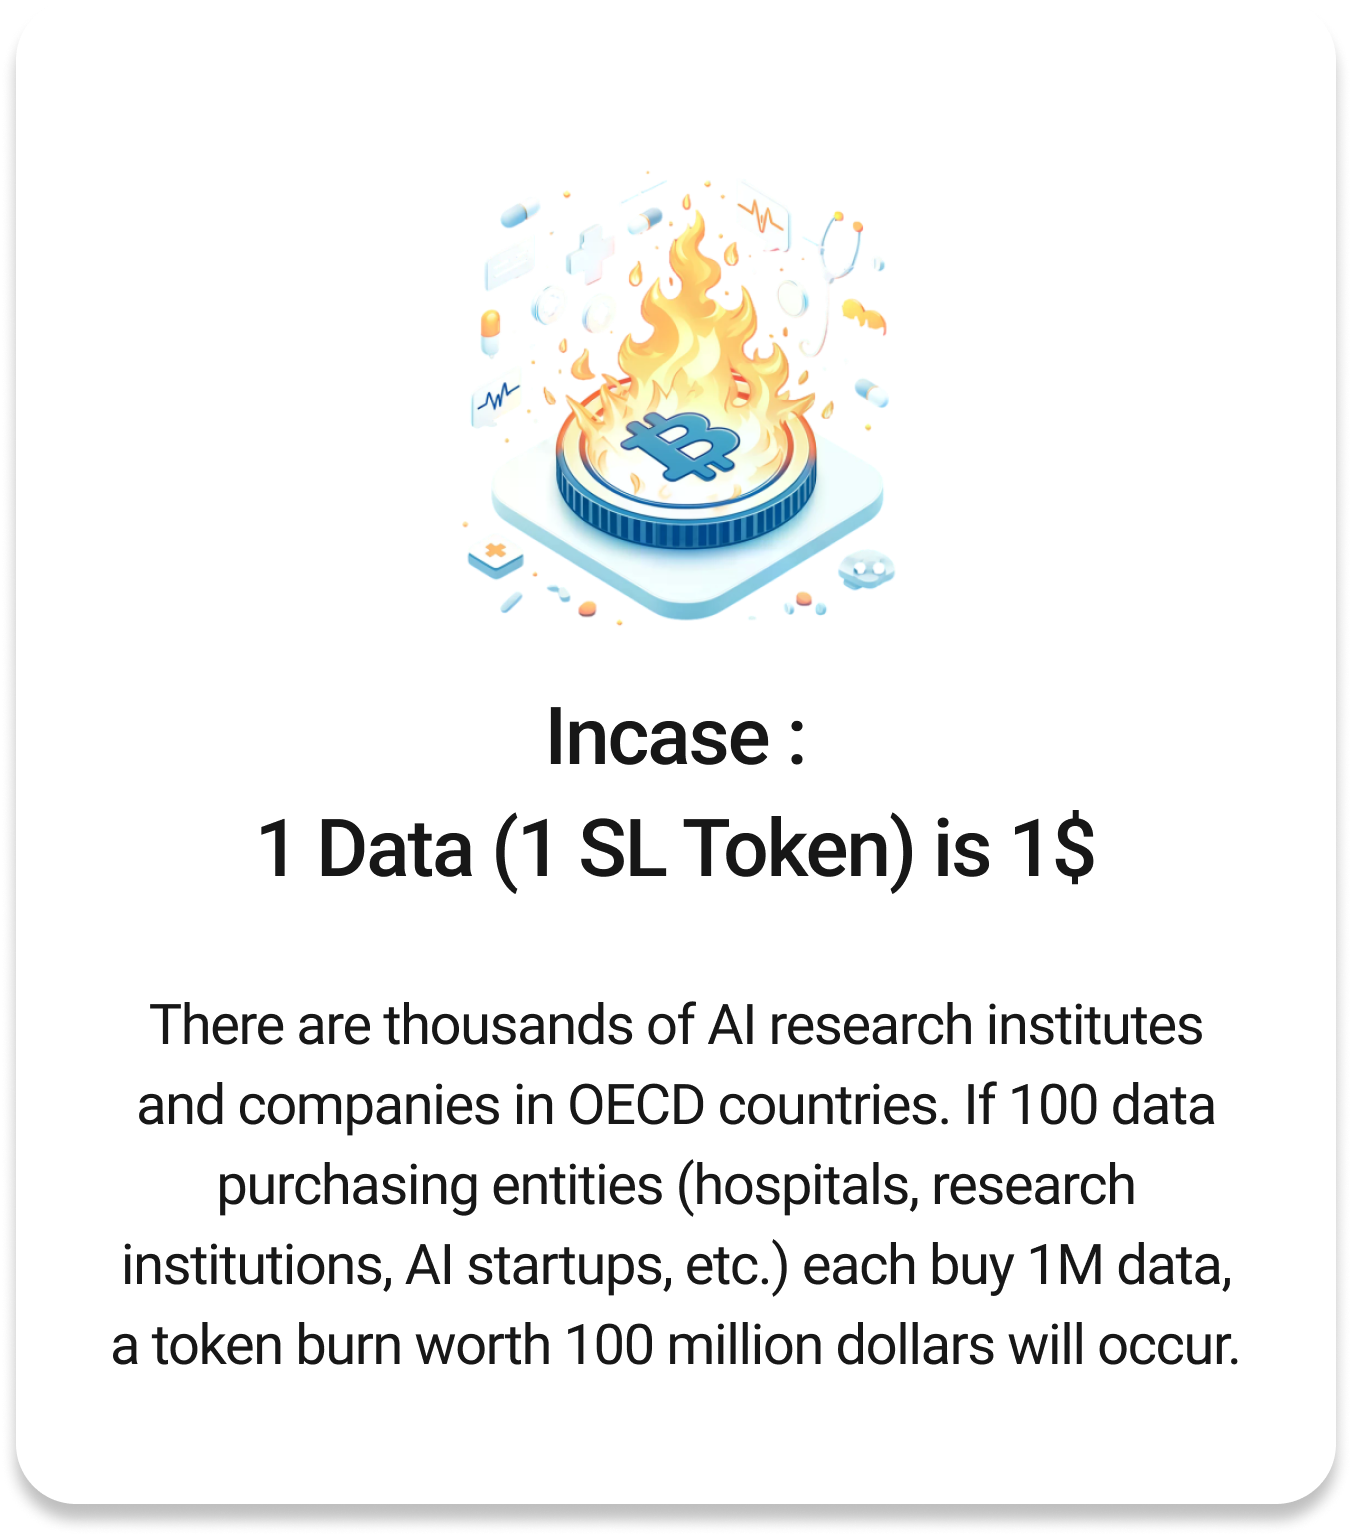 Incase :
1 Data (1 SL Token) is 1$
There are thousands of AI research institutes
and companies in OECD countries. If 100 data
purchasing entities (hospitals, research
institutions, AI startups, etc.) each buy 1M data,
a token burn worth 100 million dollars will occur.